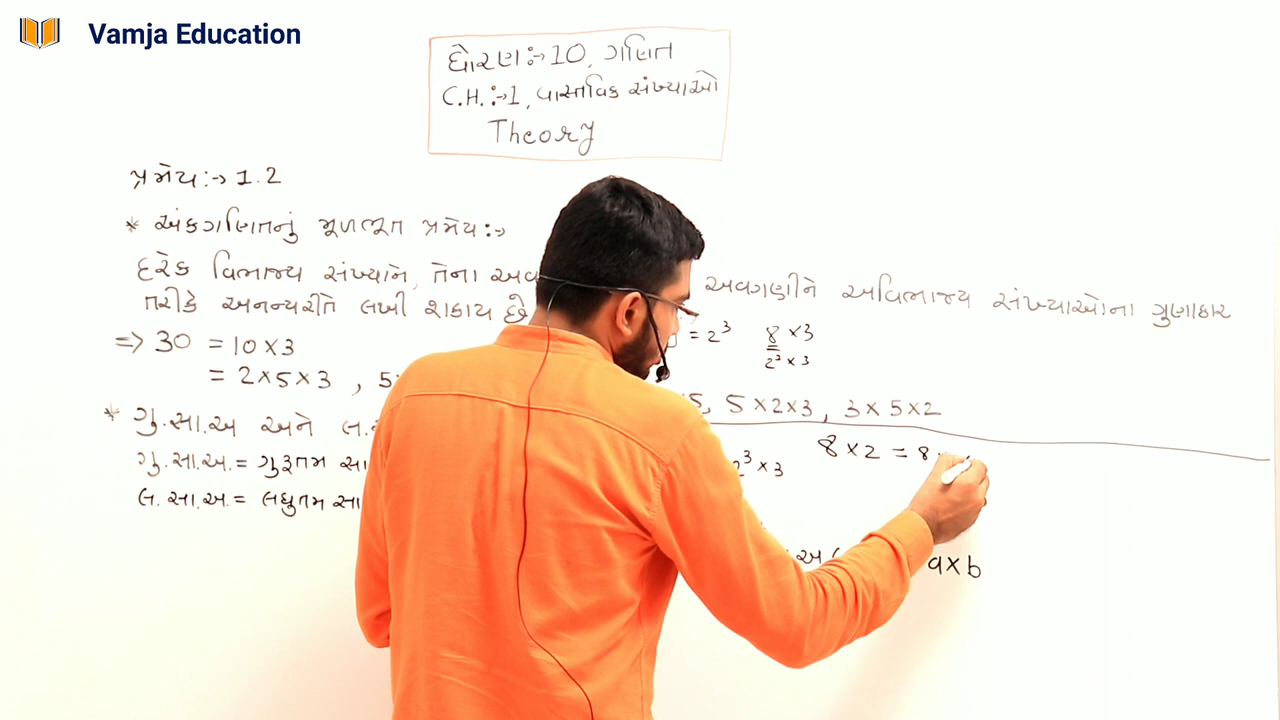 Vamja Education
ધોરણ:→10, ગણિત
C.H.:→1, વાસ્તવિક સંખ્યાઓ
Theory
પ્રમેય:→ 1.2
* અંકગણિતનું મૂળભૂત પ્રમેય:→
દરેક વિભાજ્ય સંખ્યાને, તેના અવ અવગણીને અવિભાજ્ય સંખ્યાઓના ગુણાકાર
તરીકે અનન્યરીતે લખી શકાય છે
= 2³ 8 × 3
2³ × 3
⇒ 30 = 10 × 3
= 2 × 5 × 3 , 5
×5, 5 × 2 × 3 , 3 × 5 × 2
* ગુ.સા.અ અને લ.
8 × 2 = 8
ગુ.સા.અ. = ગુરૂતમ સા
2³ × 3
લ.સા.અ. = લઘુતમ સા
a × b